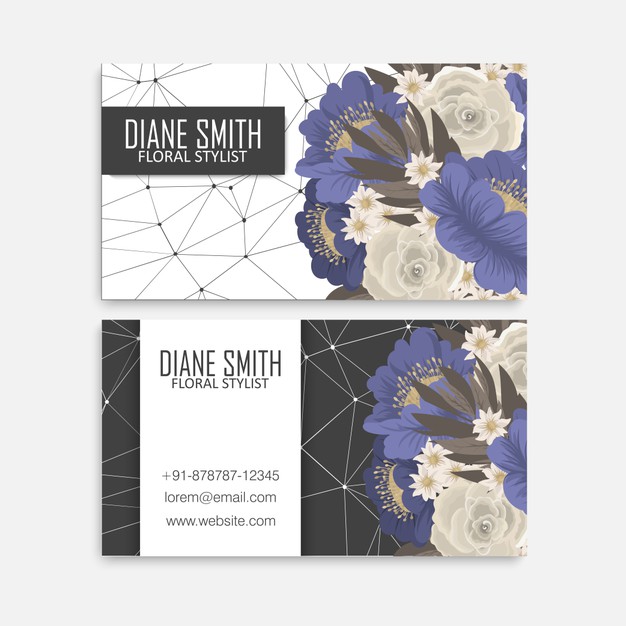 DIANE SMITH
FLORAL STYLIST
DIANE SMITH
FLORAL STYLIST
+91-878787-12345
lorem@email.com
www.website.com